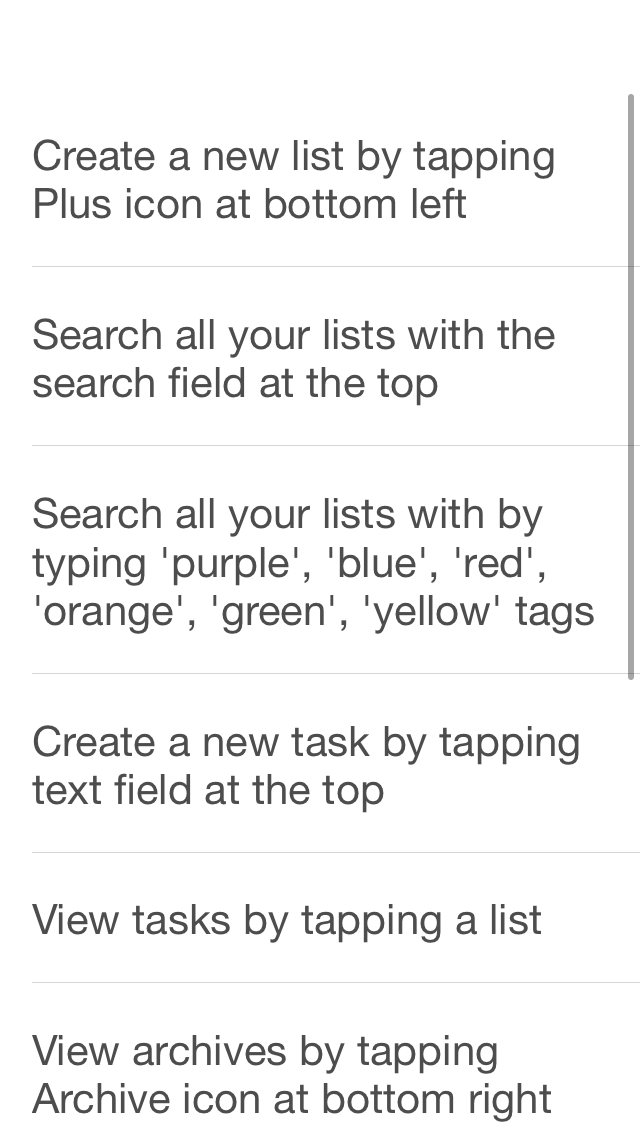 Create a new list by tapping
Plus icon at bottom left
Search all your lists with the
search field at the top
Search all your lists with by
typing 'purple', 'blue', 'red',
'orange', 'green', 'yellow' tags
Create a new task by tapping
text field at the top
View tasks by tapping a list
View archives by tapping
Archive icon at bottom right